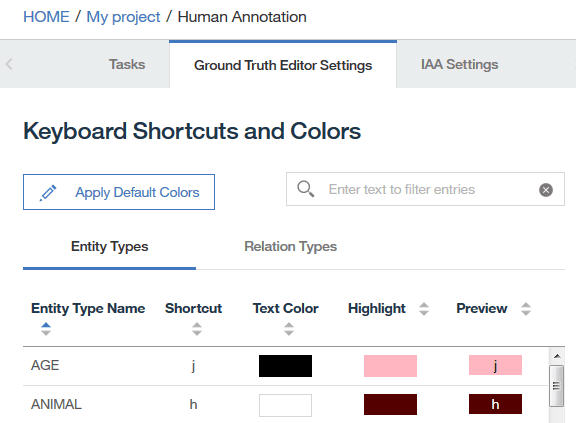 HOME / My project / Human Annotation
Tasks Ground Truth Editor Settings IAA Settings
Keyboard Shortcuts and Colors
Apply Default Colors Enter text to filter entries
Entity Types Relation Types
Entity Type Name Shortcut Text Color Highlight Preview
AGE j j
ANIMAL h h